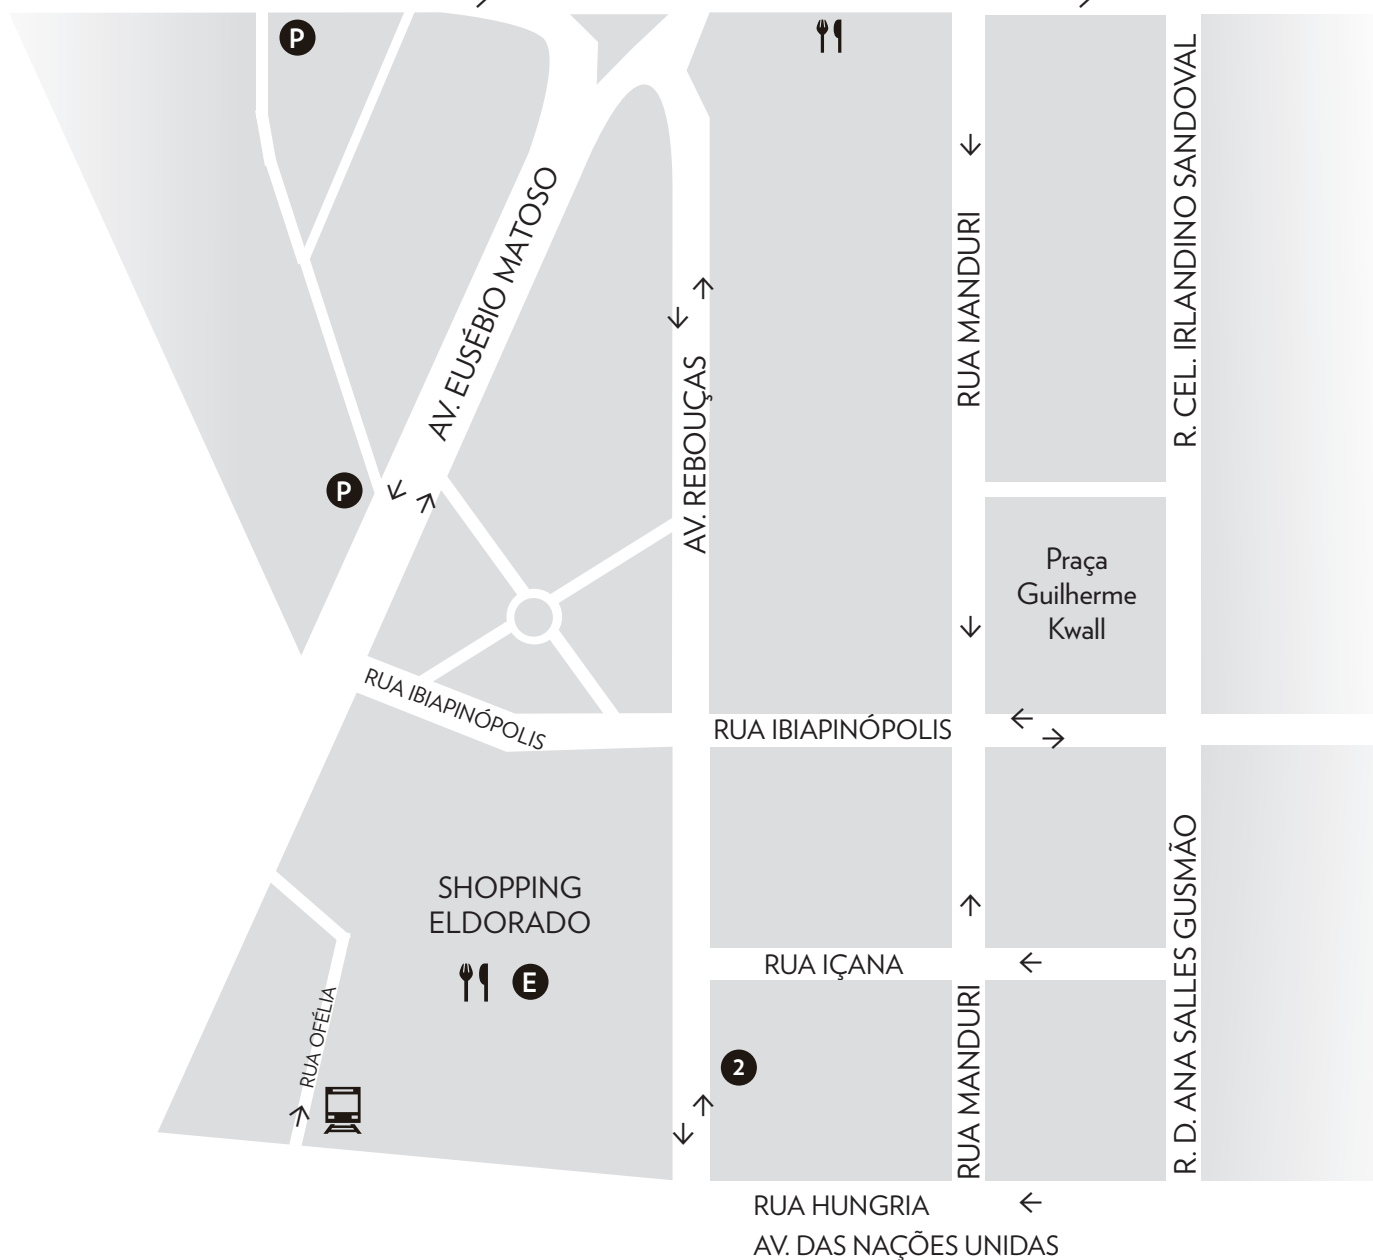 P
R. CEL. IRLANDINO SANDOVAL
AV. EUSÉBIO MATOSO
RUA MANDURI
AV. REBOUÇAS
P
Praça
Guilherme
Kwall
RUA IBIAPINÓPOLIS
RUA IBIAPINÓPOLIS
SHOPPING
ELDORADO
E
R. D. ANA SALLES GUSMÃO
RUA IÇANA
RUA OFÉLIA
2
RUA MANDURI
RUA HUNGRIA
AV. DAS NAÇÕES UNIDAS